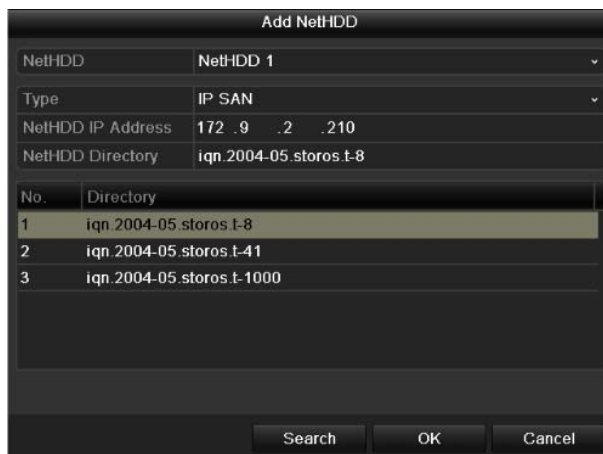 Add NetHDD
NetHDD NetHDD 1
Type IP SAN
NetHDD IP Address 172 .9 .2 .210
NetHDD Directory iqn.2004-05.storos.t-8
No. Directory
1 iqn.2004-05.storos.t-8
2 iqn.2004-05.storos.t-41
3 iqn.2004-05.storos.t-1000
Search OK Cancel